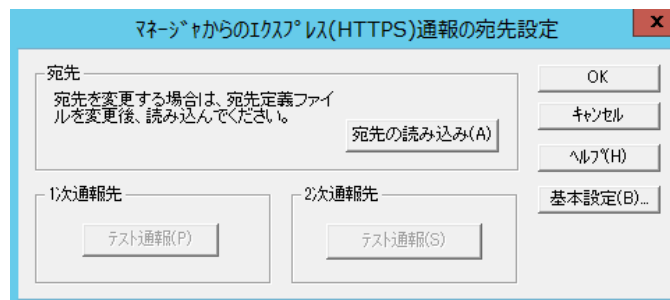 マネージャからのエクスプレス(HTTPS)通報の宛先設定
x
宛先
宛先を変更する場合は、宛先定義ファイ
ルを変更後、読み込んでください。
宛先の読み込み(A)
OK
キャンセル
ヘルプ(H)
基本設定(B)...
1次通報先
テスト通報(P)
2次通報先
テスト通報(S)